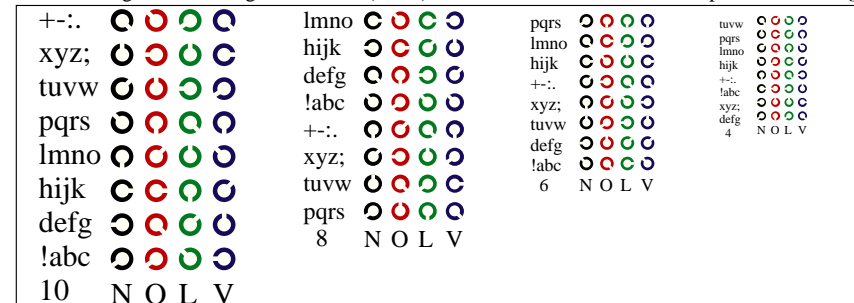 +-:.
xyz;
tuvw
pqrs
lmno
hijk
defg
!abc
10 N O L V
lmno
hijk
defg
!abc
+-:.
xyz;
tuvw
pqrs
8 N O L V
pqrs
lmno
hijk
+-:.
xyz;
tuvw
defg
!abc
6 N O L V
tuvw
pqrs
lmno
hijk
+-:.
!abc
xyz;
defg
4 N O L V